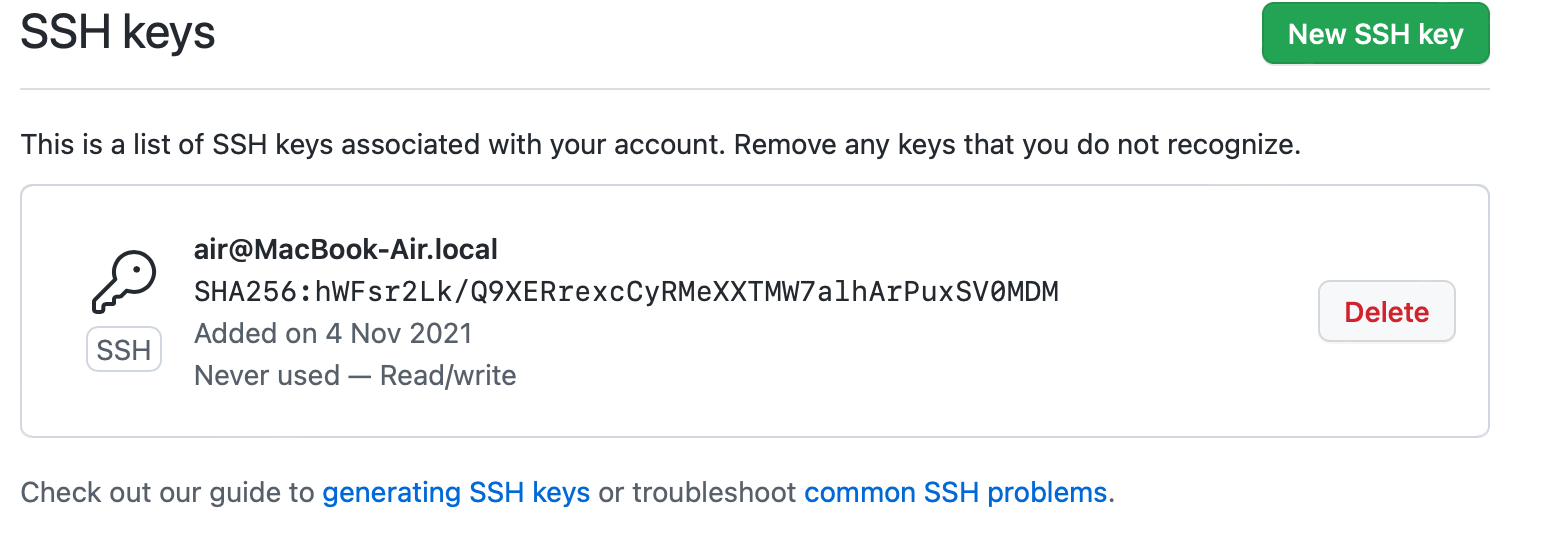 SSH keys
New SSH key
This is a list of SSH keys associated with your account. Remove any keys that you do not recognize.
air@MacBook-Air.local
SHA256:hWFsr2Lk/Q9XERrexcCyRMeXXTMW7alhArPuxSV0MDM
Added on 4 Nov 2021
Never used — Read/write
SSH
Delete
Check out our guide to generating SSH keys or troubleshoot common SSH problems.